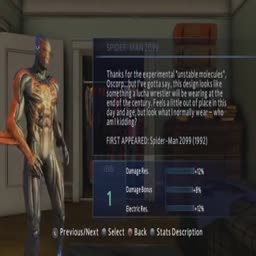 SPIDER-MAN 2099
Thanks for the experimental "unstable molecules",
Oscorp...but I've gotta say, this design looks like
something a lucha wrestler will be wearing at the
end of the century. Feels a little out of place in this
day and age, but look what I normally wear - who
am I kidding?
FIRST APPEARED: Spider-Man 2099 (1992)
LEVEL
1
Damage Res. +12%
Damage Bonus +8%
Electric Res. +12%
Previous/Next Select Back Stats Description